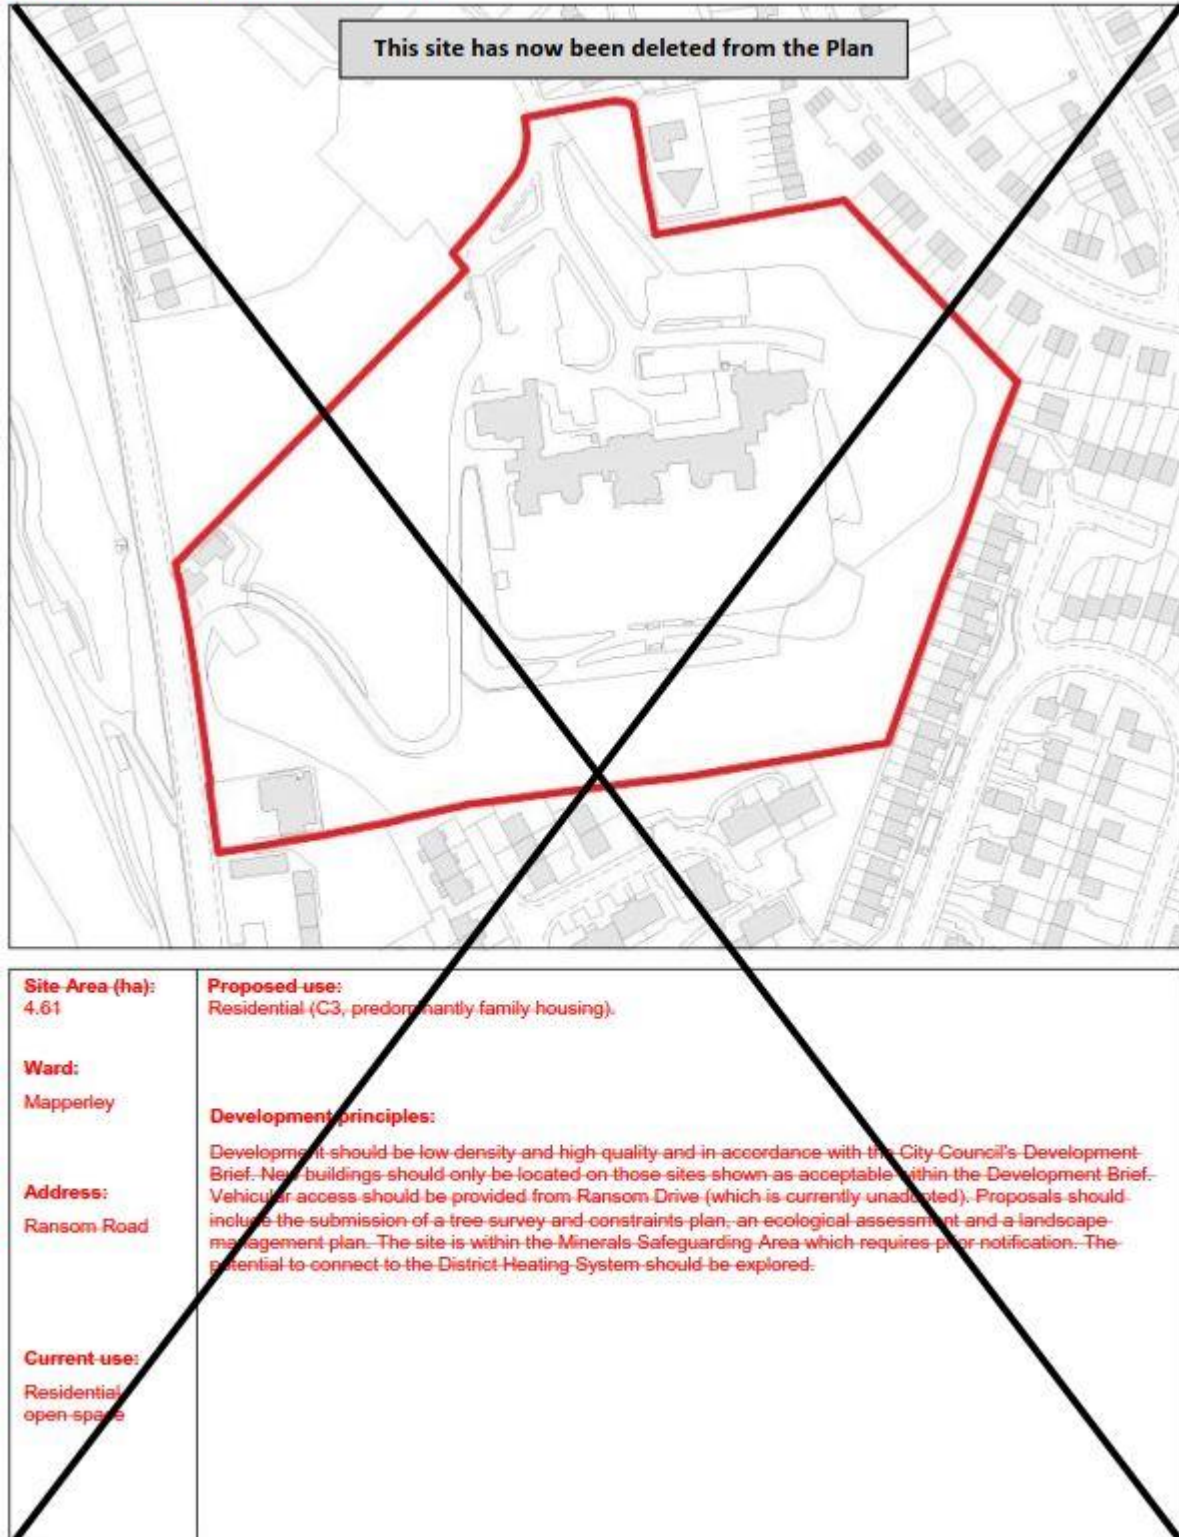 This site has now been deleted from the Plan
Site Area (ha):
4.61
Ward:
Mapperley
Address:
Ransom Road
Current use:
Residential
open space
Proposed use:
Residential (C3, predominantly family housing).
Development principles:
Development should be low density and high quality and in accordance with the City Council's Development
Brief. New buildings should only be located on those sites shown as acceptable within the Development Brief.
Vehicular access should be provided from Ransom Drive (which is currently unadopted). Proposals should
include the submission of a tree survey and constraints plan, an ecological assessment and a landscape
management plan. The site is within the Minerals Safeguarding Area which requires prior notification. The
potential to connect to the District Heating System should be explored.